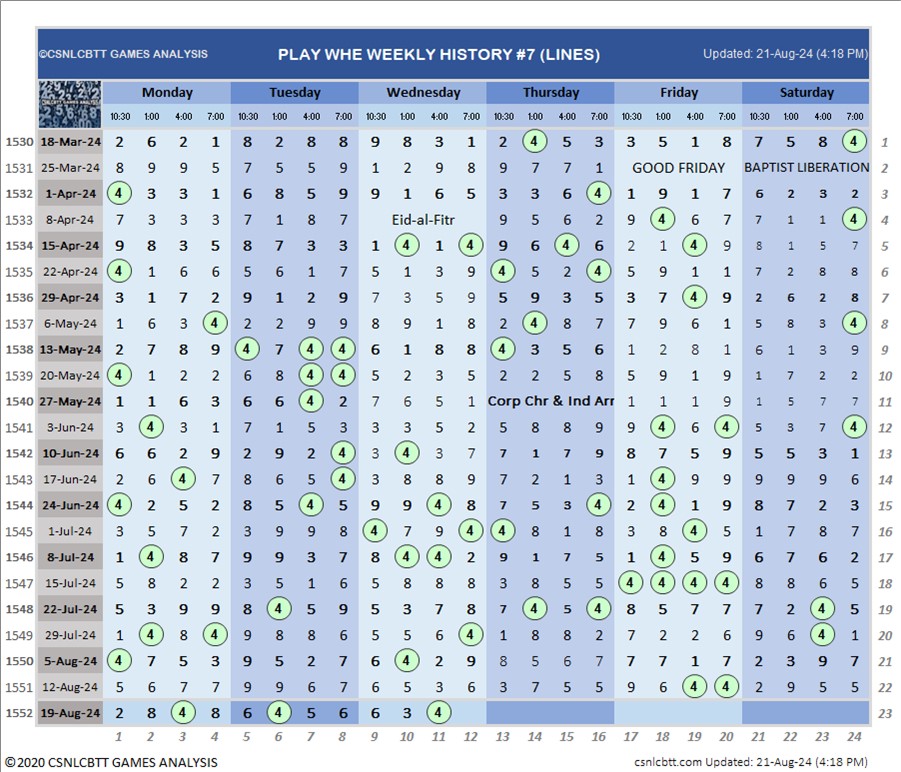 ©CSNLCBTT GAMES ANALYSIS PLAY WHE WEEKLY HISTORY #7 (LINES) Updated: 21-Aug-24 (4:18 PM)
Monday Tuesday Wednesday Thursday Friday Saturday
10:30 1:00 4:00 7:00 10:30 1:00 4:00 7:00 10:30 1:00 4:00 7:00 10:30 1:00 4:00 7:00 10:30 1:00 4:00 7:00 10:30 1:00 4:00 7:00
1530 18-Mar-24 2 6 2 1 8 2 8 8 9 8 3 1 2 4 5 3 3 5 1 8 7 5 8 4 1
1531 25-Mar-24 8 9 9 5 7 5 5 9 1 2 9 8 9 7 7 1 GOOD FRIDAY BAPTIST LIBERATION 2
1532 1-Apr-24 4 3 3 1 6 8 5 9 9 1 6 5 3 3 6 4 1 9 1 7 6 2 3 2 3
1533 8-Apr-24 7 3 3 3 7 1 8 7 Eid-al-Fitr 9 5 6 2 9 4 6 7 7 1 1 4 4
1534 15-Apr-24 9 8 3 5 8 7 3 3 1 4 1 4 9 6 4 6 2 1 4 9 8 1 5 7 5
1535 22-Apr-24 4 1 6 6 5 6 1 7 5 1 3 9 4 5 2 4 5 9 1 1 7 2 8 8 6
1536 29-Apr-24 3 1 7 2 9 1 2 9 7 3 5 9 5 9 3 5 3 7 4 9 2 6 2 8 7
1537 6-May-24 1 6 3 4 2 2 9 9 8 9 1 8 2 4 8 7 7 9 6 1 5 8 3 4 8
1538 13-May-24 2 7 8 9 4 7 4 4 6 1 8 8 4 3 5 6 1 2 8 1 6 1 3 9 9
1539 20-May-24 4 1 2 2 6 8 4 4 5 2 3 5 2 2 5 8 5 9 1 9 1 7 2 2 10
1540 27-May-24 1 1 6 3 6 6 4 2 7 6 5 1 Corp Chr & Ind Arr 1 1 1 9 1 5 7 7 11
1541 3-Jun-24 3 4 3 1 7 1 5 3 3 3 5 2 5 8 8 9 8 4 6 4 5 3 7 4 12
1542 10-Jun-24 6 6 2 9 2 9 2 4 3 4 3 7 7 1 7 9 8 7 5 9 5 5 3 1 13
1543 17-Jun-24 2 6 4 7 8 6 5 4 3 8 8 9 7 2 1 3 1 4 9 9 9 9 9 6 14
1544 24-Jun-24 4 2 5 2 8 5 4 5 9 9 4 8 7 5 3 4 2 4 1 9 8 7 2 3 15
1545 1-Jul-24 3 5 7 2 3 9 9 8 4 7 9 4 4 8 1 8 3 8 4 5 1 7 8 7 16
1546 8-Jul-24 1 4 8 7 9 9 3 7 8 4 4 2 9 1 7 5 1 4 5 9 6 7 6 2 17
1547 15-Jul-24 5 8 2 2 3 5 1 6 5 8 8 8 3 8 5 5 4 4 4 4 8 8 6 5 18
1548 22-Jul-24 5 3 9 9 8 4 5 9 5 3 7 8 7 4 5 4 8 5 7 7 7 2 4 5 19
1549 29-Jul-24 1 4 8 4 9 8 8 6 5 5 6 4 1 8 8 2 7 2 2 6 9 6 4 1 20
1550 5-Aug-24 4 7 5 3 9 5 2 7 6 4 2 9 8 5 6 7 7 7 1 7 2 3 9 7 21
1551 12-Aug-24 5 6 7 7 9 9 6 7 6 5 3 6 3 7 5 5 9 6 4 4 2 9 5 5 22
1552 19-Aug-24 2 8 4 8 6 4 5 6 6 3 4 23
1 2 3 4 5 6 7 8 9 10 11 12 13 14 15 16 17 18 19 20 21 22 23 24
©2020 CSNLCBTT GAMES ANALYSIS csnlcbtt.com Updated: 21-Aug-24 (4:18 PM)